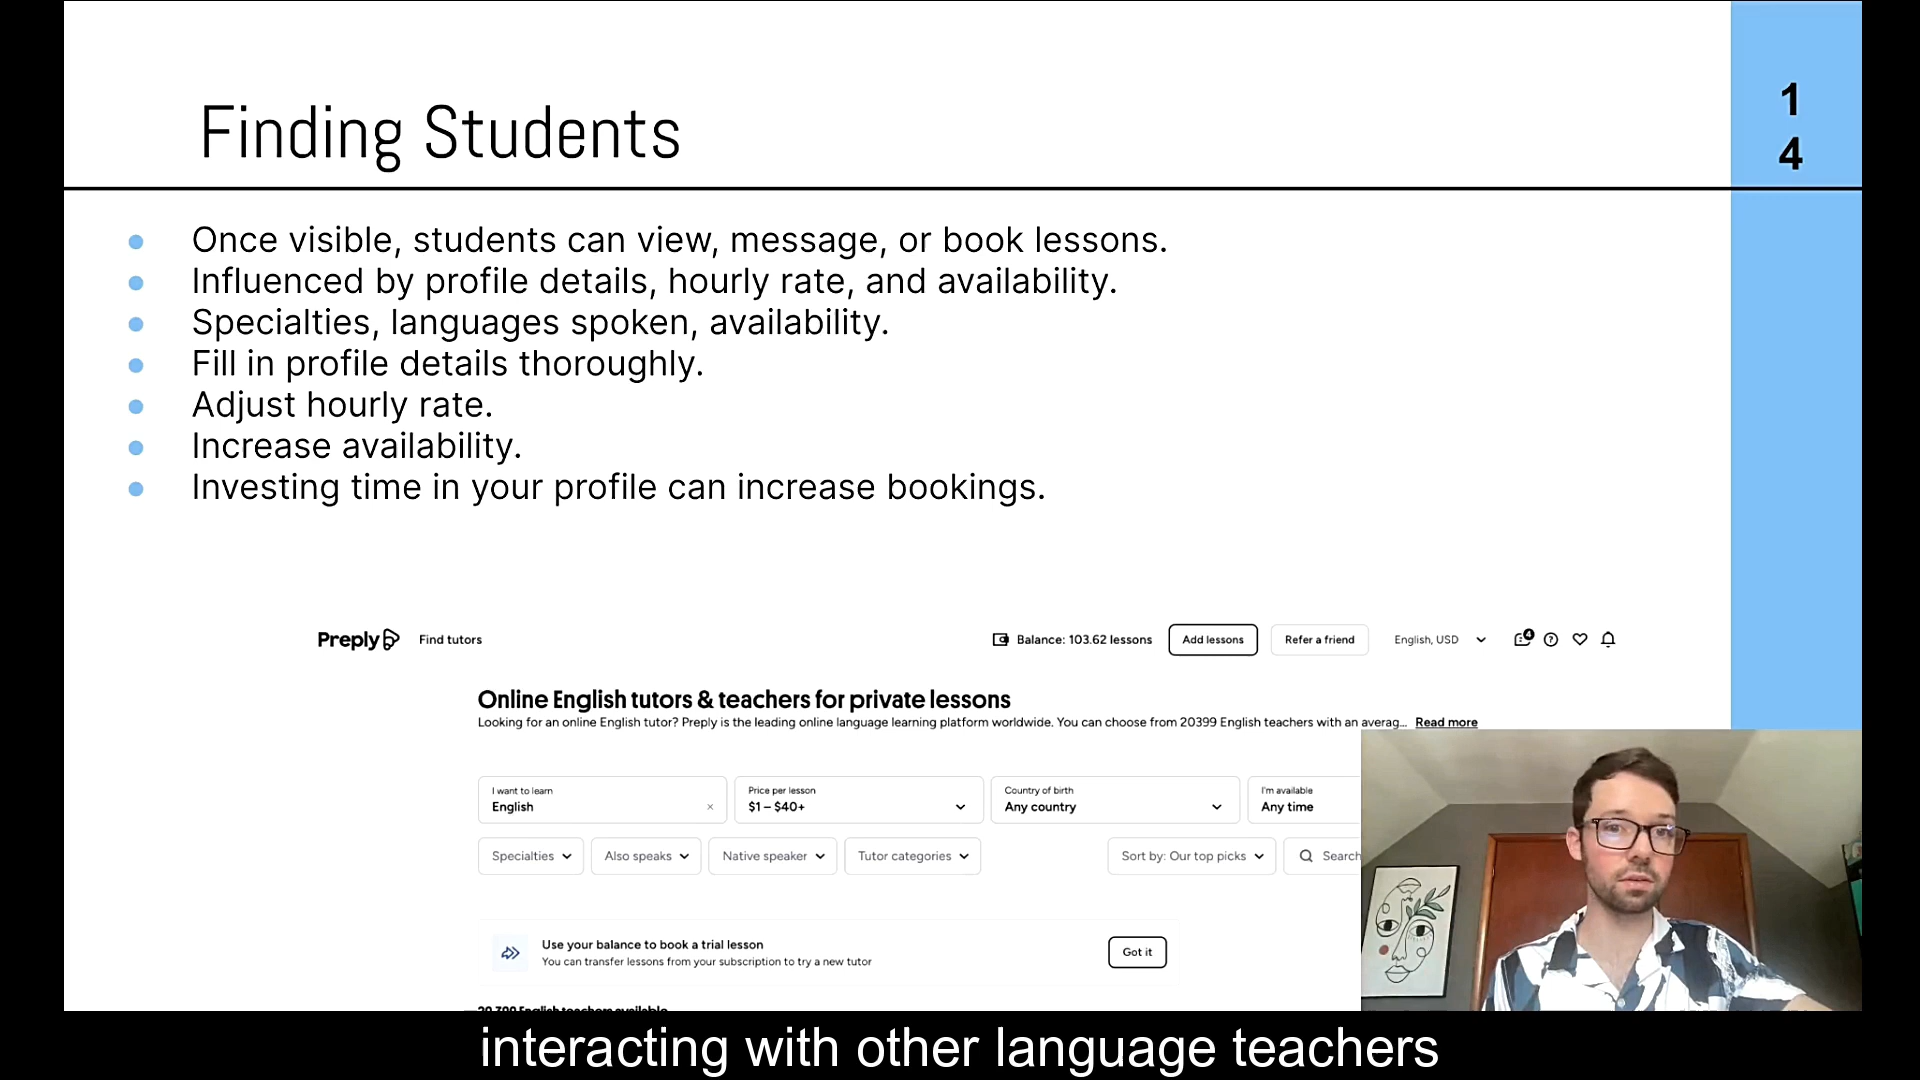 Finding Students
1
4
Once visible, students can view, message, or book lessons.
Influenced by profile details, hourly rate, and availability.
Specialties, languages spoken, availability.
Fill in profile details thoroughly.
Adjust hourly rate.
Increase availability.
Investing time in your profile can increase bookings.
Preply Find tutors Balance: 103.62 lessons Add lessons Refer a friend English, USD 4
Online English tutors & teachers for private lessons
Looking for an online English tutor? Preply is the leading online language learning platform worldwide. You can choose from 20399 English teachers with an averag... Read more
I want to learn Price per lesson Country of birth I'm available
English × $1 – $40+ Any country Any time
Specialties Also speaks Native speaker Tutor categories Sort by: Our top picks Search
Use your balance to book a trial lesson
You can transfer lessons from your subscription to try a new tutor
Got it
20,399 English teachers available
interacting with other language teachers